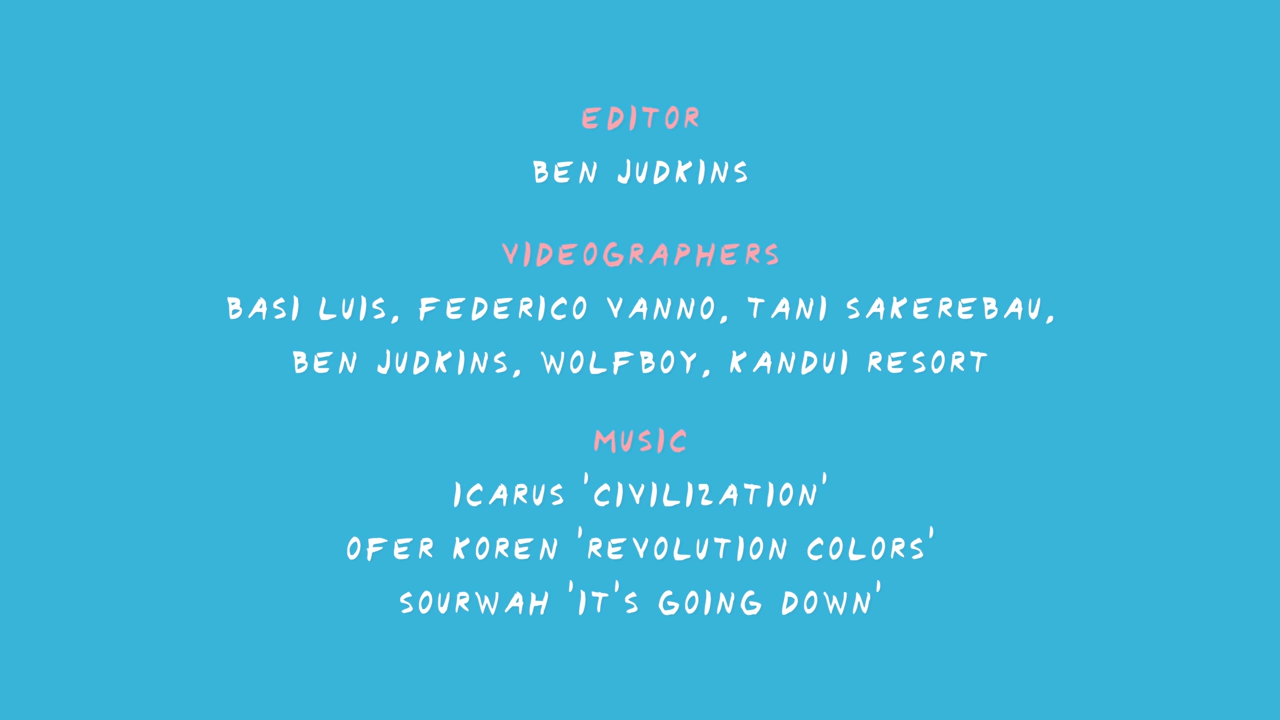 EDITOR
BEN JUDKINS
VIDEOGRAPHERS
BASI LUIS, FEDERICO VANNO, TANI SAKEREBAU,
BEN JUDKINS, WOLFBOY, KANDUI RESORT
MUSIC
ICARUS 'CIVILIZATION'
OFER KOREN 'REVOLUTION COLORS'
SOURWAH 'IT'S GOING DOWN'